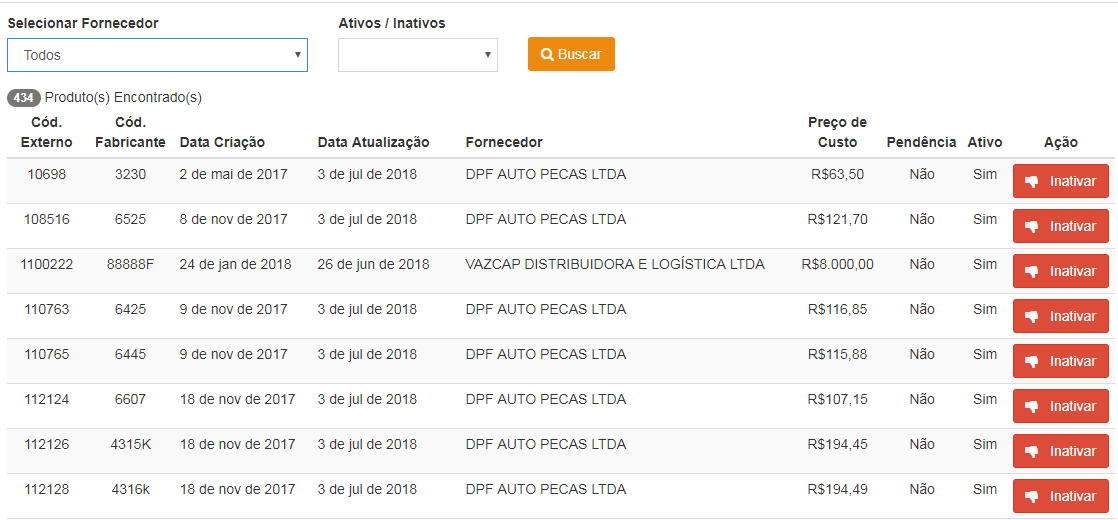 Selecionar Fornecedor Ativos / Inativos
Todos Buscar
434 Produto(s) Encontrado(s)
Cód. Externo Cód. Fabricante Data Criação Data Atualização Fornecedor Preço de Custo Pendência Ativo Ação
10698 3230 2 de mai de 2017 3 de jul de 2018 DPF AUTO PECAS LTDA R$63,50 Não Sim Inativar
108516 6525 8 de nov de 2017 3 de jul de 2018 DPF AUTO PECAS LTDA R$121,70 Não Sim Inativar
1100222 88888F 24 de jan de 2018 26 de jun de 2018 VAZCAP DISTRIBUIDORA E LOGÍSTICA LTDA R$8.000,00 Não Sim Inativar
110763 6425 9 de nov de 2017 3 de jul de 2018 DPF AUTO PECAS LTDA R$116,85 Não Sim Inativar
110765 6445 9 de nov de 2017 3 de jul de 2018 DPF AUTO PECAS LTDA R$115,88 Não Sim Inativar
112124 6607 18 de nov de 2017 3 de jul de 2018 DPF AUTO PECAS LTDA R$107,15 Não Sim Inativar
112126 4315K 18 de nov de 2017 3 de jul de 2018 DPF AUTO PECAS LTDA R$194,45 Não Sim Inativar
112128 4316k 18 de nov de 2017 3 de jul de 2018 DPF AUTO PECAS LTDA R$194,49 Não Sim Inativar